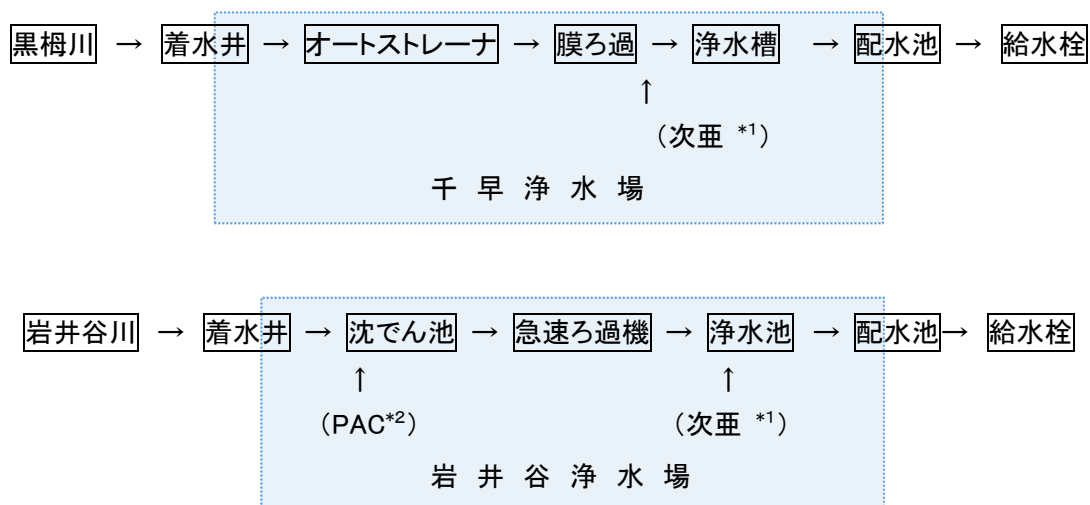 黒栂川 → 着水井 → オートストレーナ → 膜ろ過 → 浄水槽 → 配水池 → 給水栓
↑
(次亜 *1)
千 早 浄 水 場
岩井谷川 → 着水井 → 沈でん池 → 急速ろ過機 → 浄水池 → 配水池→ 給水栓
↑ ↑
(PAC*2) (次亜 *1)
岩 井 谷 浄 水 場